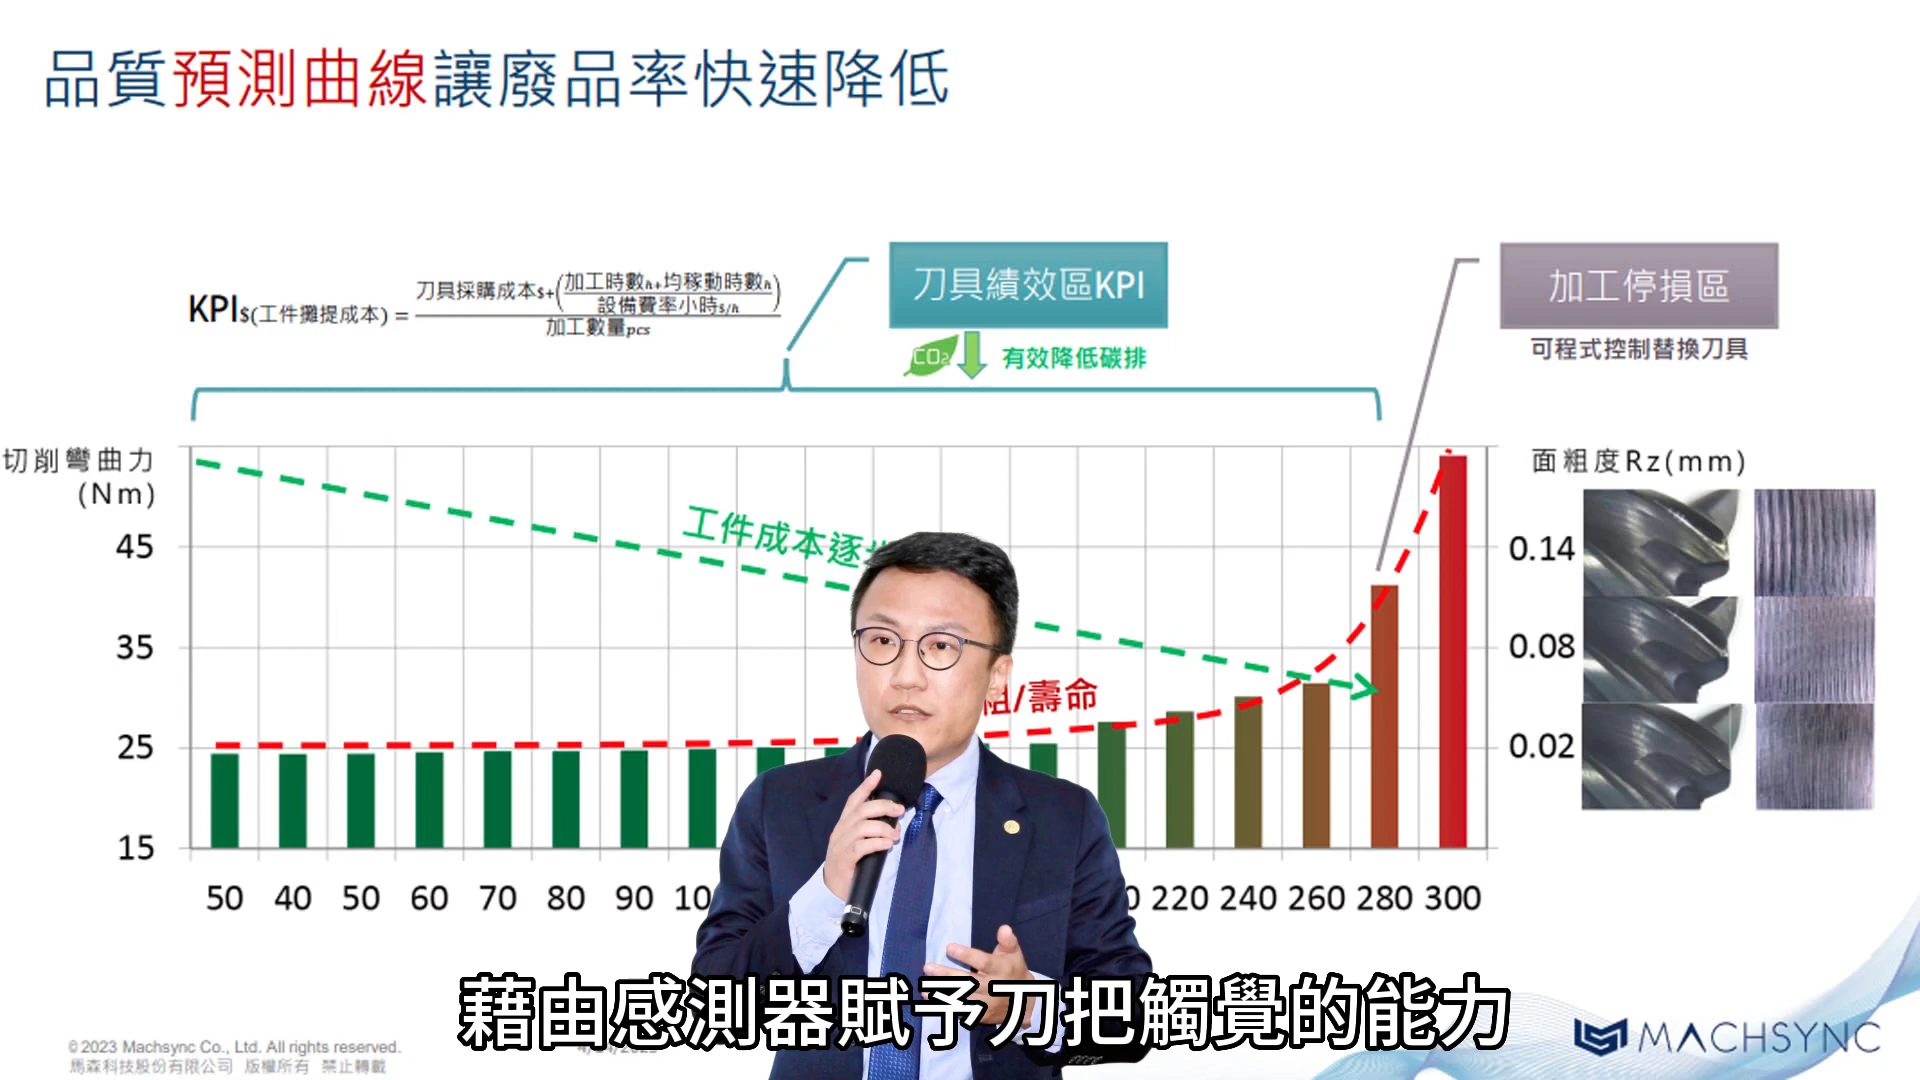 品質預測曲線讓廢品率快速降低
KPI$(工件攤提成本) = 刀具採購成本$+(加工時數h+均稼動時數h
設備費率小時$/h)
加工數量pcs
刀具績效區KPI
CO2
有效降低碳排
加工停損區
可程式控制替換刀具
切削彎曲力
(Nm)
45
35
25
15
工件成本逐
/壽命
面粗度Rz(mm)
0.14
0.08
0.02
50 40 50 60 70 80 90 10 220 240 260 280 300
藉由感測器賦予刀把觸覺的能力
©2023 Machsync Co., Ltd. All rights reserved.
馬森科技股份有限公司 版權所有 禁止轉載
MACHSYNC